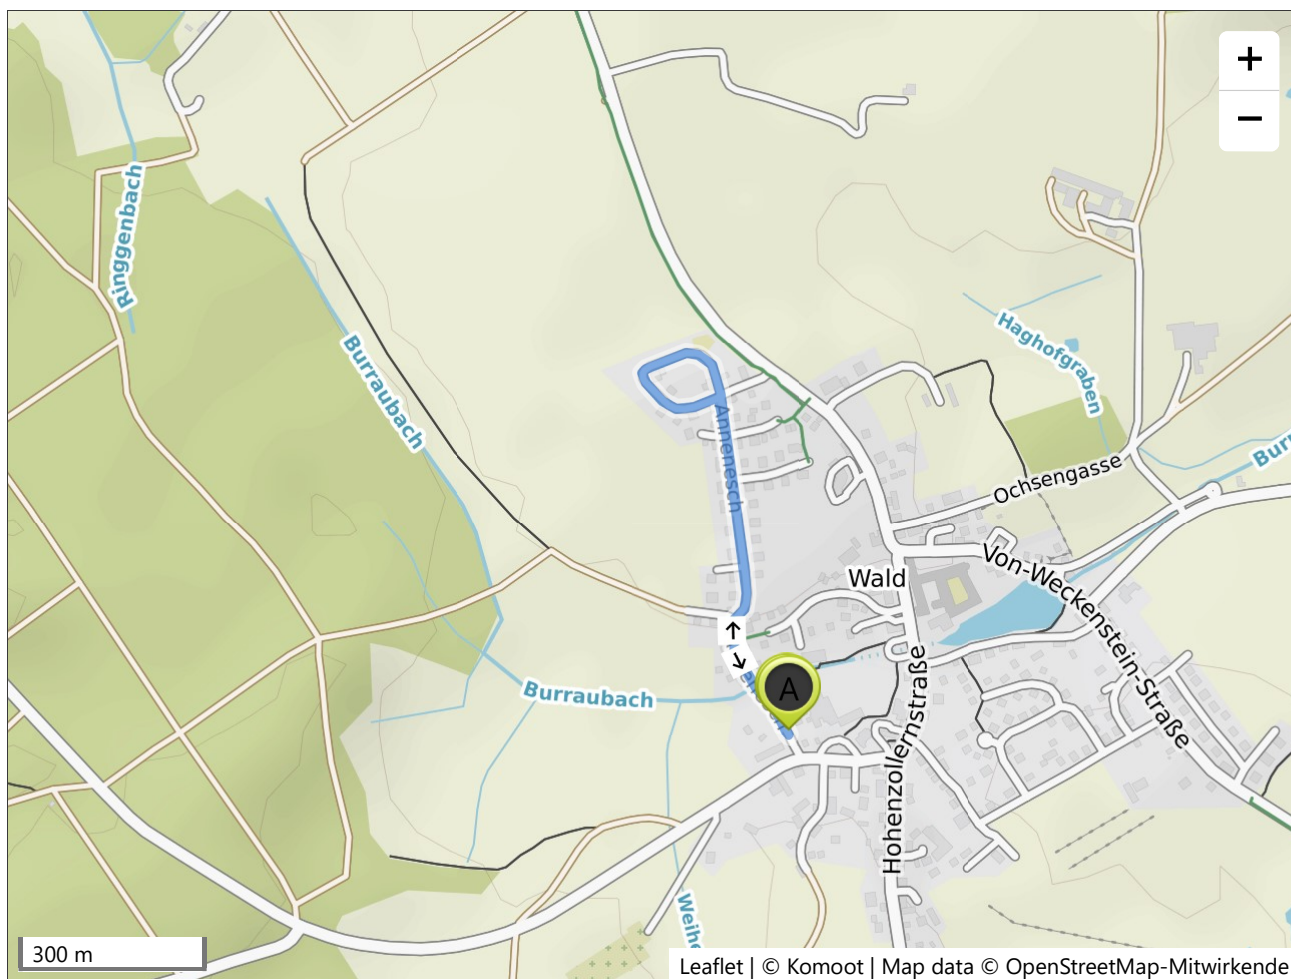 +
−
Ringgenbach
Burraubach
Haghofgraben
Annenesch
Ochsengasse
Wald
Von-Weckenstein-Straße
A
Burraubach
Hohenzollernstraße
300 m
Leaflet | © Komoot | Map data © OpenStreetMap-Mitwirkende